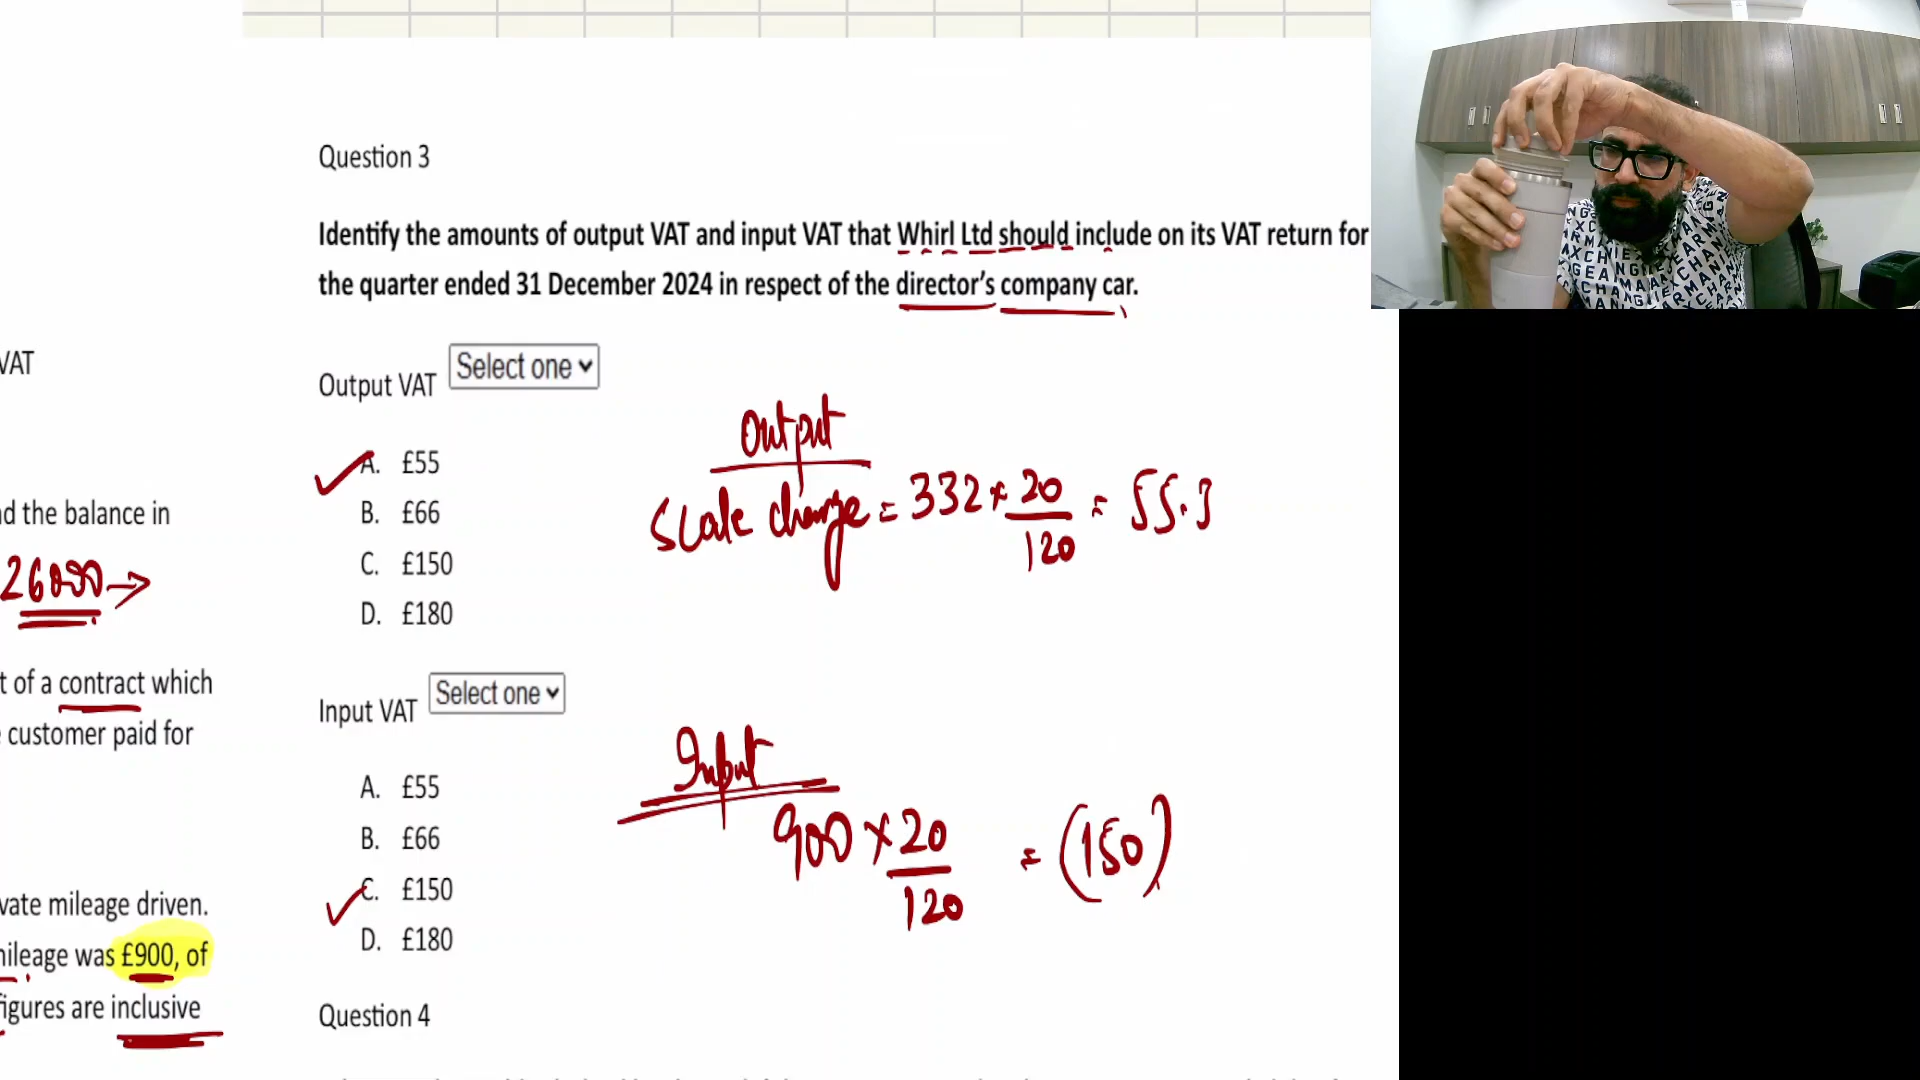 Question 3
Identify the amounts of output VAT and input VAT that Whirl Ltd should include on its VAT return for
the quarter ended 31 December 2024 in respect of the director's company car.
VAT
Output VAT Select one
Output
A. £55
Scale charge = 332 × 20/120 = 55.3
B. £66
nd the balance in
C. £150
26000 →
D. £180
t of a contract which
Input VAT Select one
e customer paid for
Input
A. £55
B. £66
900 × 20/120 = (150)
C. £150
vate mileage driven.
D. £180
mileage was £900, of
figures are inclusive
Question 4